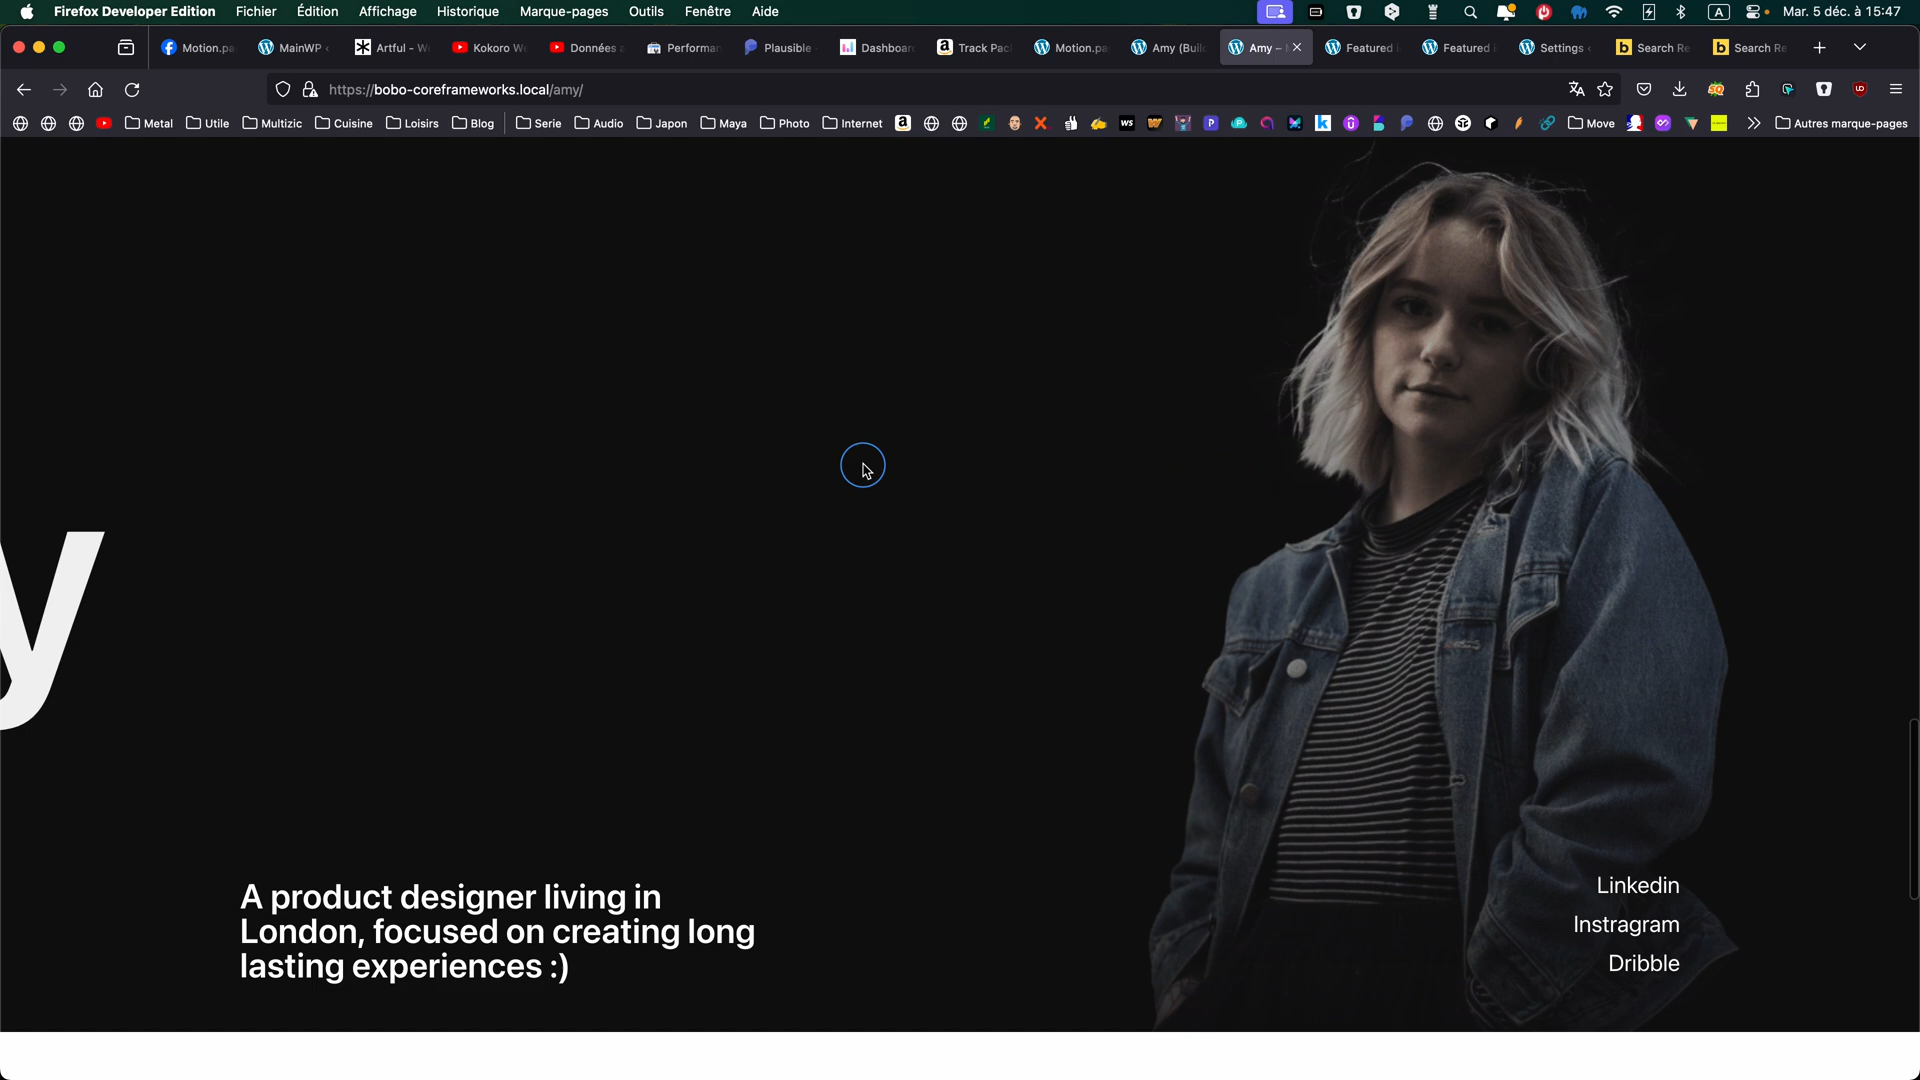 Firefox Developer Edition Fichier Édition Affichage Historique Marque-pages Outils Fenêtre Aide A Mar. 5 déc. à 15:47
Motion.pa MainWP Artful - W Kokoro We Données a Performan Plausible Dashboar Track Pac Motion.pa Amy (Buil Amy – Featured i Featured i Settings Search Re Search Re
https://bobo-coreframeworks.local/amy/
Metal Utile Multizic Cuisine Loisirs Blog Serie Audio Japon Maya Photo Internet Move Autres marque-pages
y
A product designer living in
London, focused on creating long
lasting experiences :)
Linkedin
Instragram
Dribble